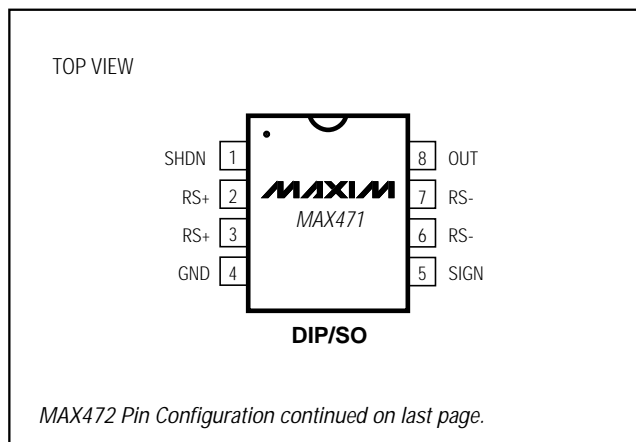 TOP VIEW
SHDN 1 8 OUT
RS+ 2 MAXIM 7 RS-
MAX471
RS+ 3 6 RS-
GND 4 5 SIGN
DIP/SO
MAX472 Pin Configuration continued on last page.